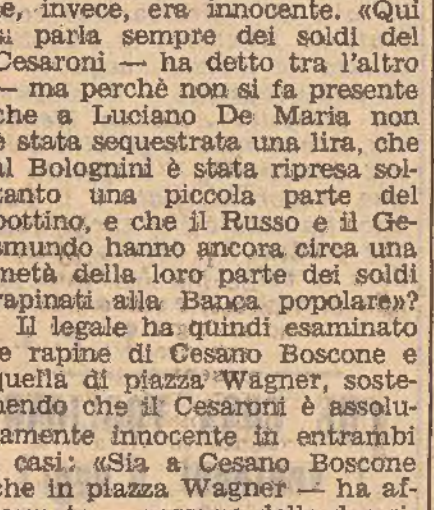 e, invece, era innocente. «Qui
si parla sempre dei soldi del
Cesaroni — ha detto tra l'altro
— ma perchè non si fa presente
che a Luciano De Maria non
è stata sequestrata una lira, che
al Bolognini è stata ripresa sol-
tanto una piccola parte del
bottino, e che il Russo e il Ge-
smundo hanno ancora circa una
metà della loro parte dei soldi
rapinati alla Banca popolare»?
Il legale ha quindi esaminato
le rapine di Cesano Boscone e
quella di piazza Wagner, soste-
nendo che il Cesaroni è assolu-
tamente innocente in entrambi
i casi: «Sia a Cesano Boscone
che in piazza Wagner — ha af-